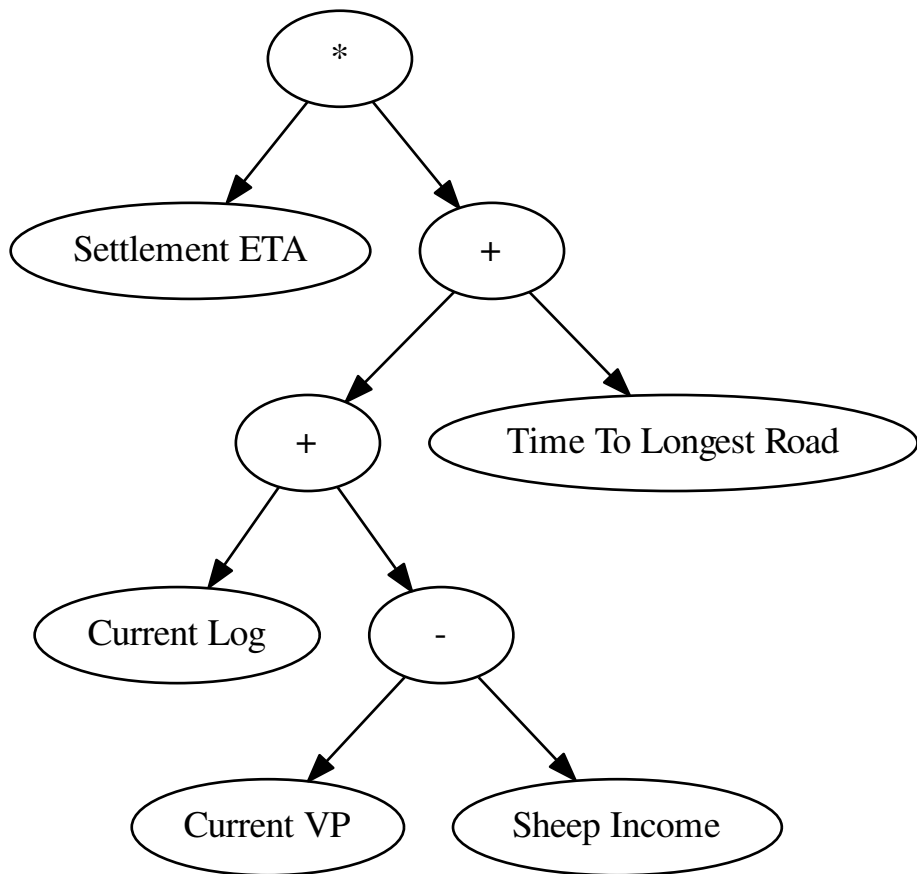 *
Settlement ETA
+
+
Time To Longest Road
Current Log
-
Current VP
Sheep Income